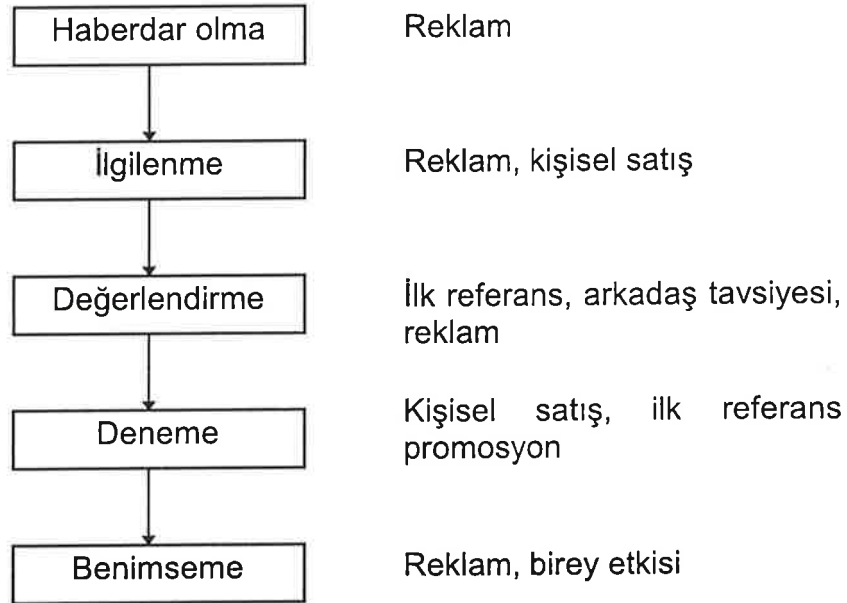 Haberdar olma Reklam
İlgilenme Reklam, kişisel satış
Değerlendirme İlk referans, arkadaş tavsiyesi,
reklam
Deneme Kişisel satış, ilk referans
promosyon
Benimseme Reklam, birey etkisi